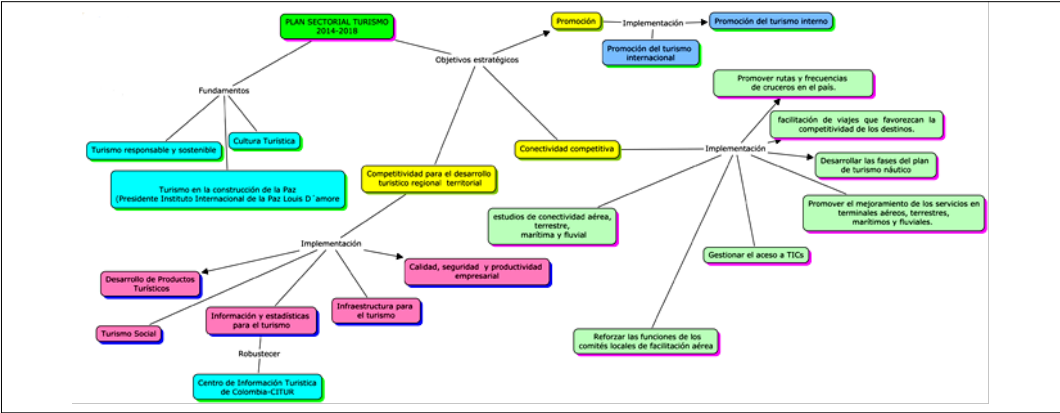 PLAN SECTORIAL TURISMO
2014-2018
Objetivos estratégicos
Promoción
Implementación
Promoción del turismo interno
Promoción del turismo
internacional
Fundamentos
Turismo responsable y sostenible
Cultura Turistica
Turismo en la construcción de la Paz
(Presidente Instituto Internacional de la Paz Louis D´amore
Conectividad competitiva
Implementación
Promover rutas y frecuencias
de cruceros en el país.
facilitación de viajes que favorezcan la
competitividad de los destinos.
Desarrollar las fases del plan
de turismo náutico
Promover el mejoramiento de los servicios en
terminales aéreos, terrestres,
marítimos y fluviales.
Gestionar el aceso a TICs
estudios de conectividad aérea,
terrestre,
marítima y fluvial
Reforzar las funciones de los
comités locales de facilitación aérea
Competitividad para el desarrollo
turistico regional territorial
Implementación
Desarrollo de Productos
Turísticos
Turismo Social
Información y estadísticas
para el turismo
Infraestructura para
el turismo
Calidad, seguridad y productividad
empresarial
Robustecer
Centro de Información Turistica
de Colombia-CITUR